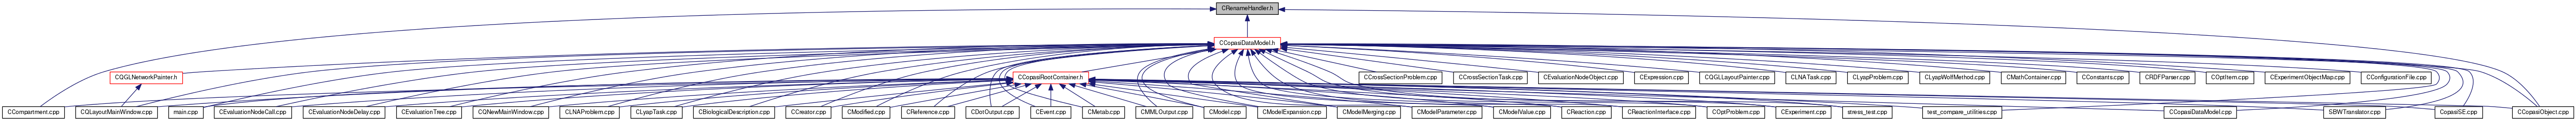 CRenameHandler.h
CCopasiDataModel.h
CQGLNetworkPainter.h
CCopasiRootContainer.h
CCrossSectionProblem.cpp
CCrossSectionTask.cpp
CEvaluationNodeObject.cpp
CExpression.cpp
CQGLLayoutPainter.cpp
CLNATask.cpp
CLyapProblem.cpp
CLyapWolfMethod.cpp
CMathContainer.cpp
CConstants.cpp
CRDFParser.cpp
COptItem.cpp
CExperimentObjectMap.cpp
CConfigurationFile.cpp
CCompartment.cpp
CQLayoutMainWindow.cpp
main.cpp
CEvaluationNodeCall.cpp
CEvaluationNodeDelay.cpp
CEvaluationTree.cpp
CQNewMainWindow.cpp
CLNAProblem.cpp
CLyapTask.cpp
CBiologicalDescription.cpp
CCreator.cpp
CModified.cpp
CReference.cpp
CDotOutput.cpp
CEvent.cpp
CMetab.cpp
CMMLOutput.cpp
CModel.cpp
CModelExpansion.cpp
CModelMerging.cpp
CModelParameter.cpp
CModelValue.cpp
CReaction.cpp
CReactionInterface.cpp
COptProblem.cpp
CExperiment.cpp
stress_test.cpp
test_compare_utilities.cpp
CCopasiDataModel.cpp
SBWTranslator.cpp
CopasiSE.cpp
CCopasiObject.cpp